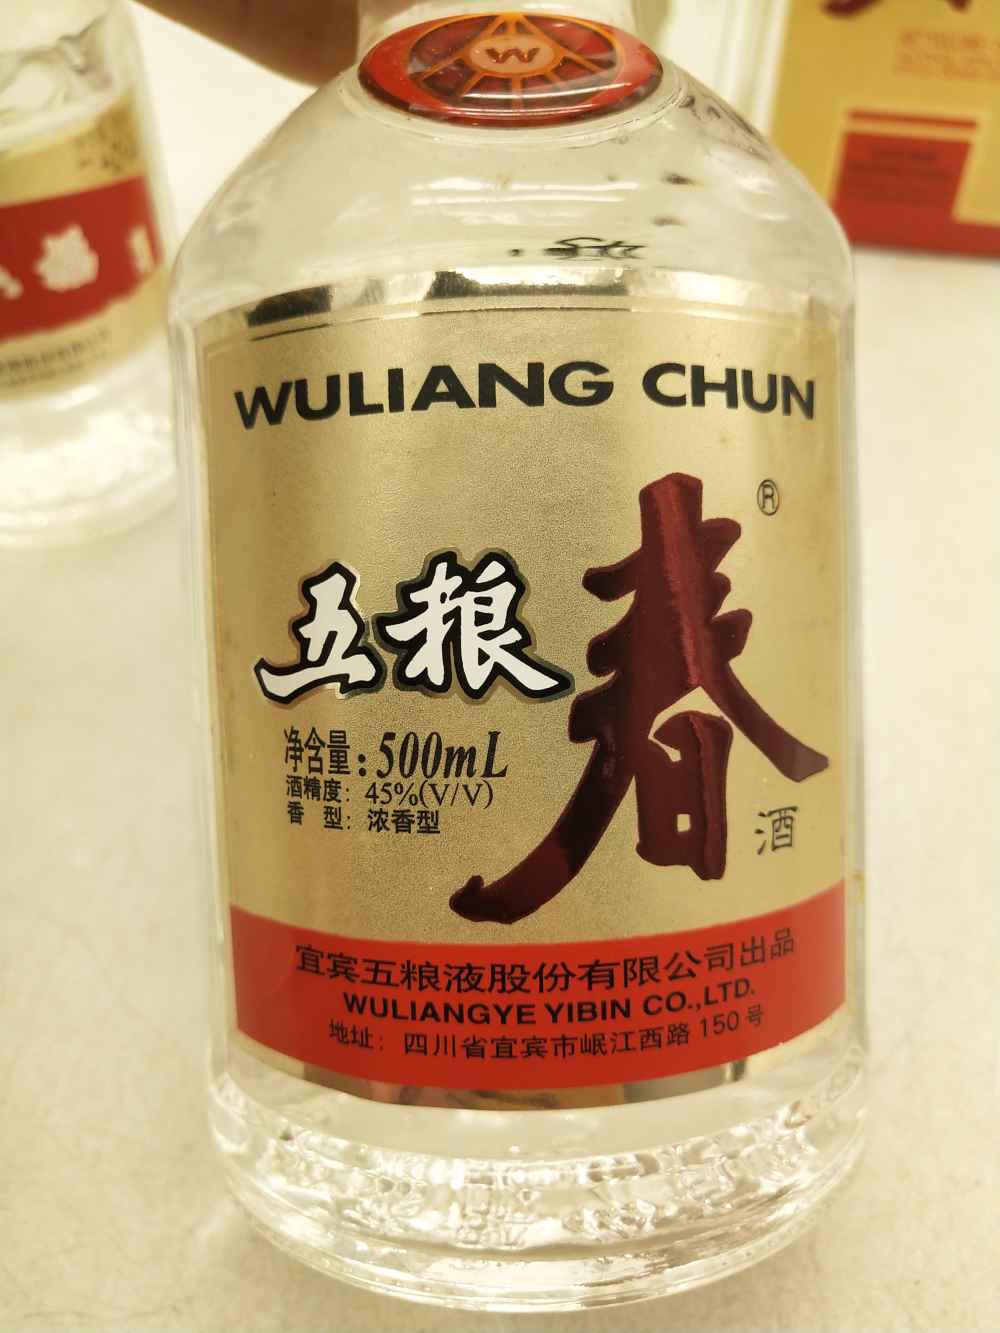 W
WULIANG CHUN
®
五粮春
酒
净含量:500mL
酒精度: 45%(V/V)
香 型: 浓香型
宜宾五粮液股份有限公司出品
WULIANGYE YIBIN CO.,LTD.
地址: 四川省宜宾市岷江西路150号